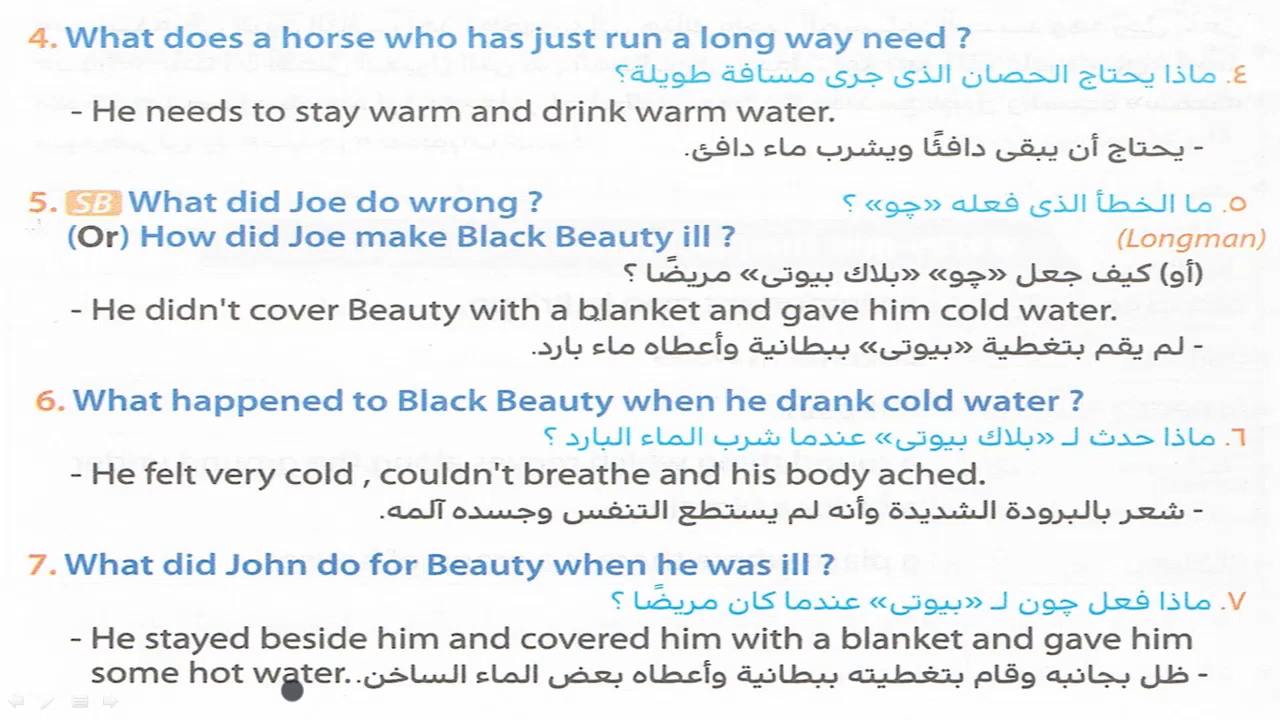 4. What does a horse who has just run a long way need ?
٤. ماذا يحتاج الحصان الذى جرى مسافة طويلة؟
- He needs to stay warm and drink warm water.
- يحتاج أن يبقى دافئًا ويشرب ماء دافئ.
5. SB What did Joe do wrong ? ٥. ما الخطأ الذى فعله «چو» ؟
(Or) How did Joe make Black Beauty ill ? (Longman)
(أو) كيف جعل «چو» «بلاك بيوتى» مريضًا ؟
- He didn't cover Beauty with a blanket and gave him cold water.
- لم يقم بتغطية «بيوتى» ببطانية وأعطاه ماء بارد.
6. What happened to Black Beauty when he drank cold water ?
٦. ماذا حدث لـ «بلاك بيوتى» عندما شرب الماء البارد ؟
- He felt very cold , couldn't breathe and his body ached.
- شعر بالبرودة الشديدة وأنه لم يستطع التنفس وجسده آلمه.
7. What did John do for Beauty when he was ill ?
٧. ماذا فعل چون لـ «بيوتى» عندما كان مريضًا ؟
- He stayed beside him and covered him with a blanket and gave him
some hot water. - ظل بجانبه وقام بتغطيته ببطانية وأعطاه بعض الماء الساخن.